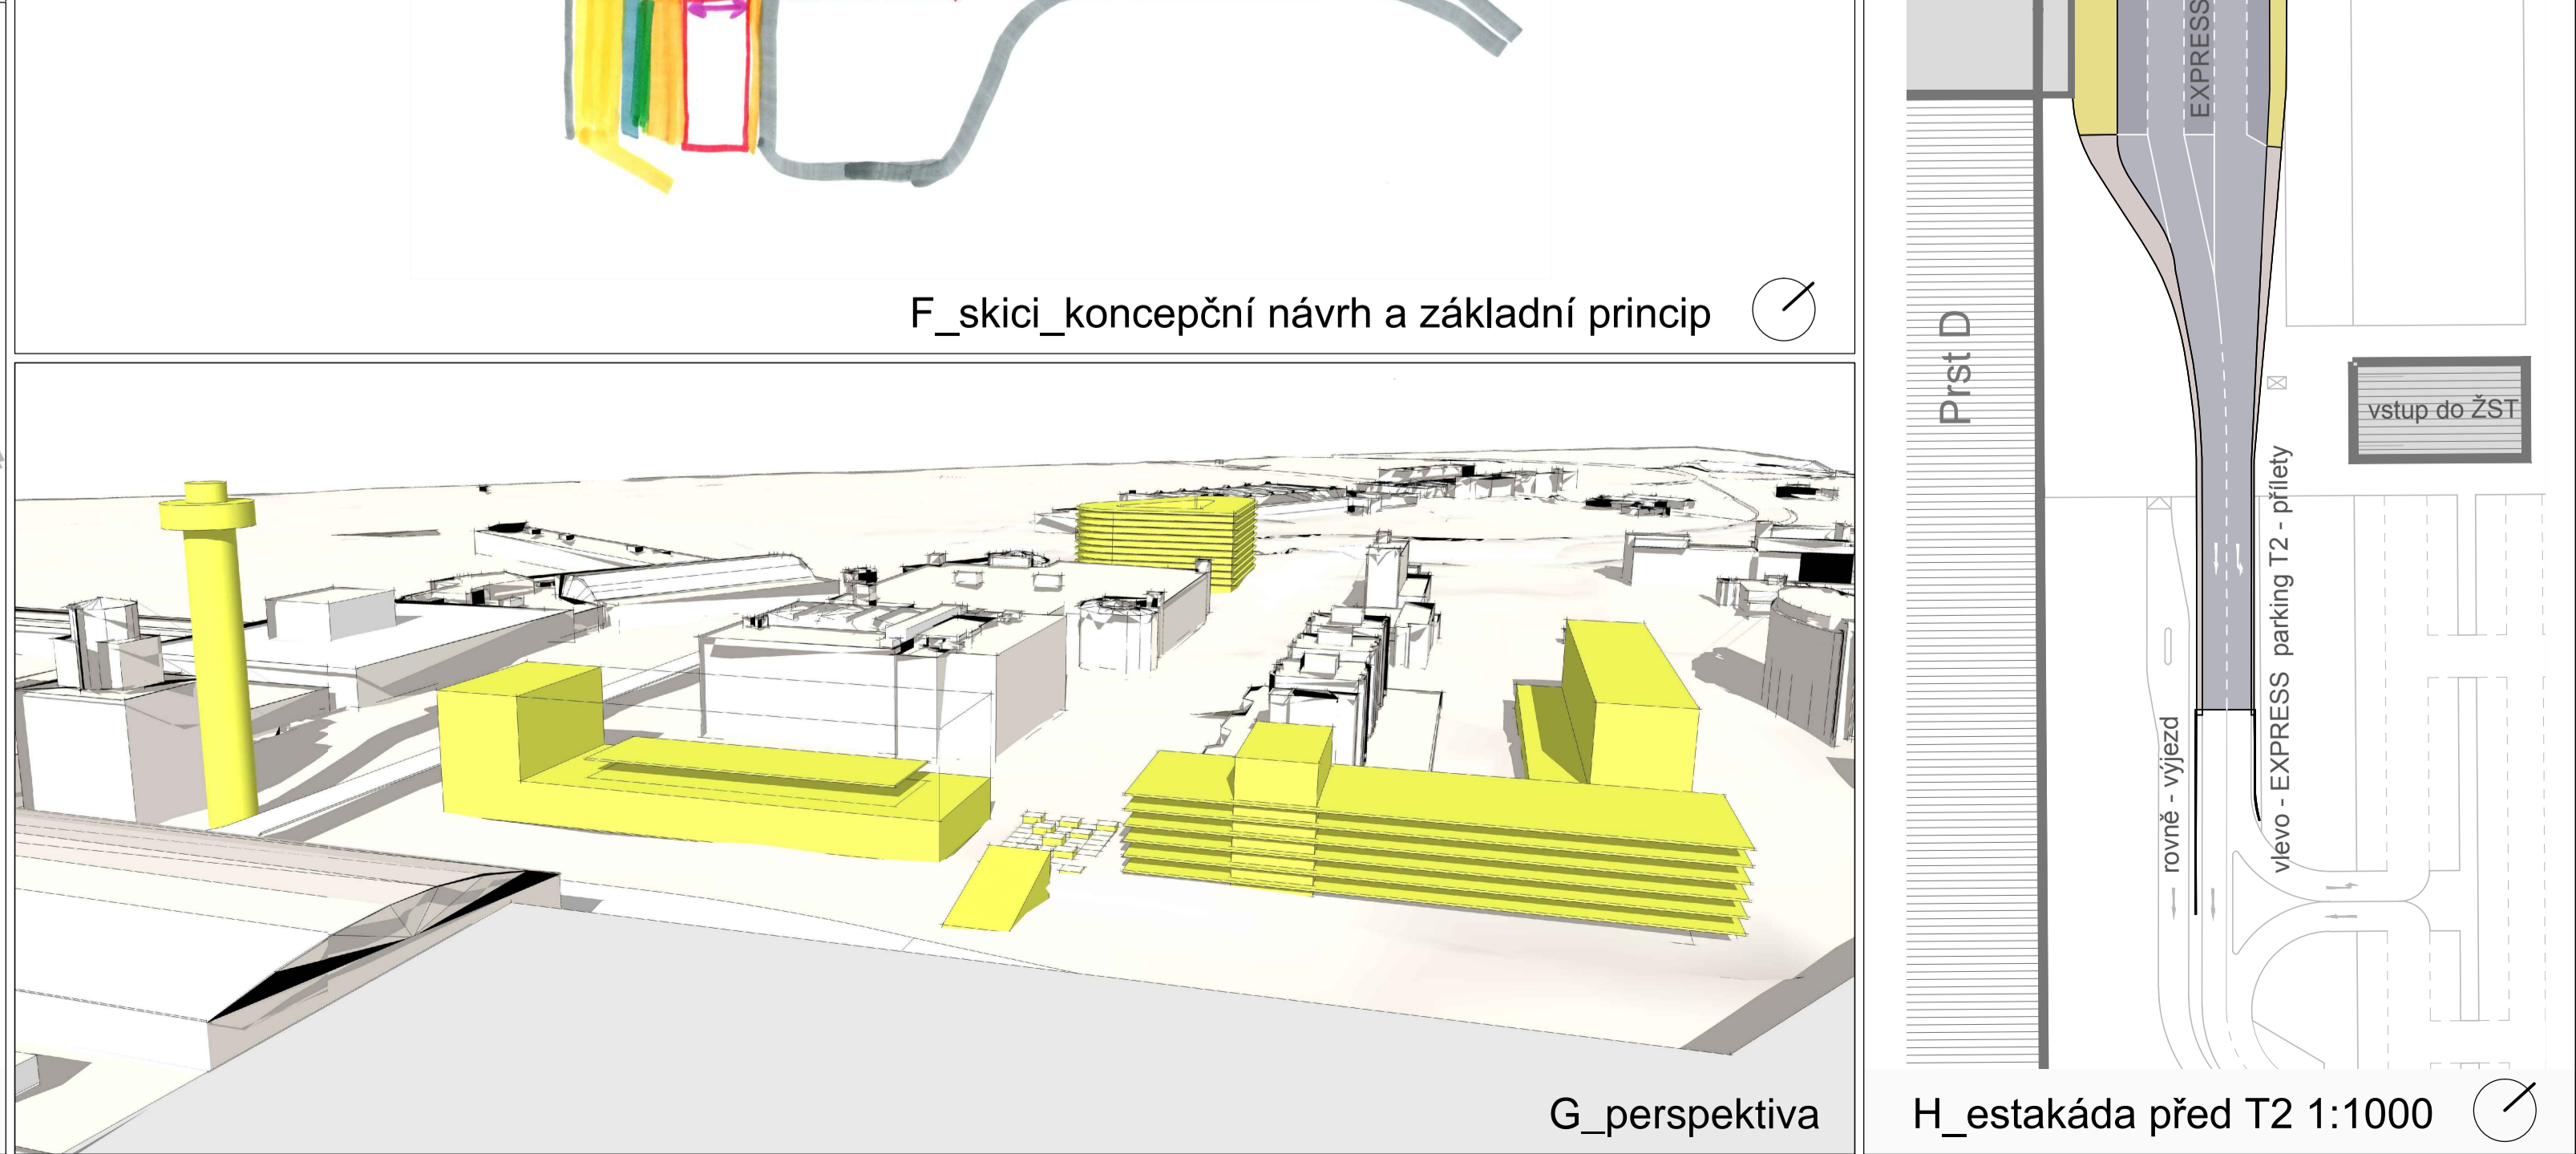 F_skici_koncepční návrh a základní princip
G_perspektiva
EXPRESS
Prst D
vstup do ŽST
rovně - výjezd
vlevo - EXPRESS parking T2 - přílety
H_estakáda před T2 1:1000